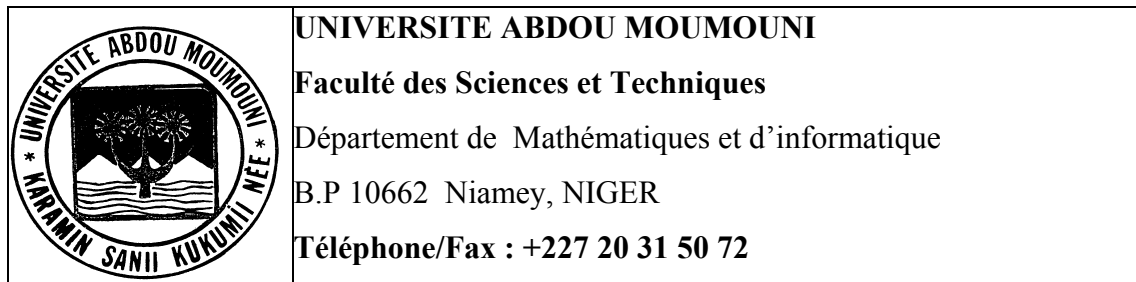 UNIVERSITE ABDOU MOUMOUNI
KARAMIN SANII KUKUMII NĖE
UNIVERSITE ABDOU MOUMOUNI
Faculté des Sciences et Techniques
Département de Mathématiques et d’informatique
B.P 10662 Niamey, NIGER
Téléphone/Fax : +227 20 31 50 72